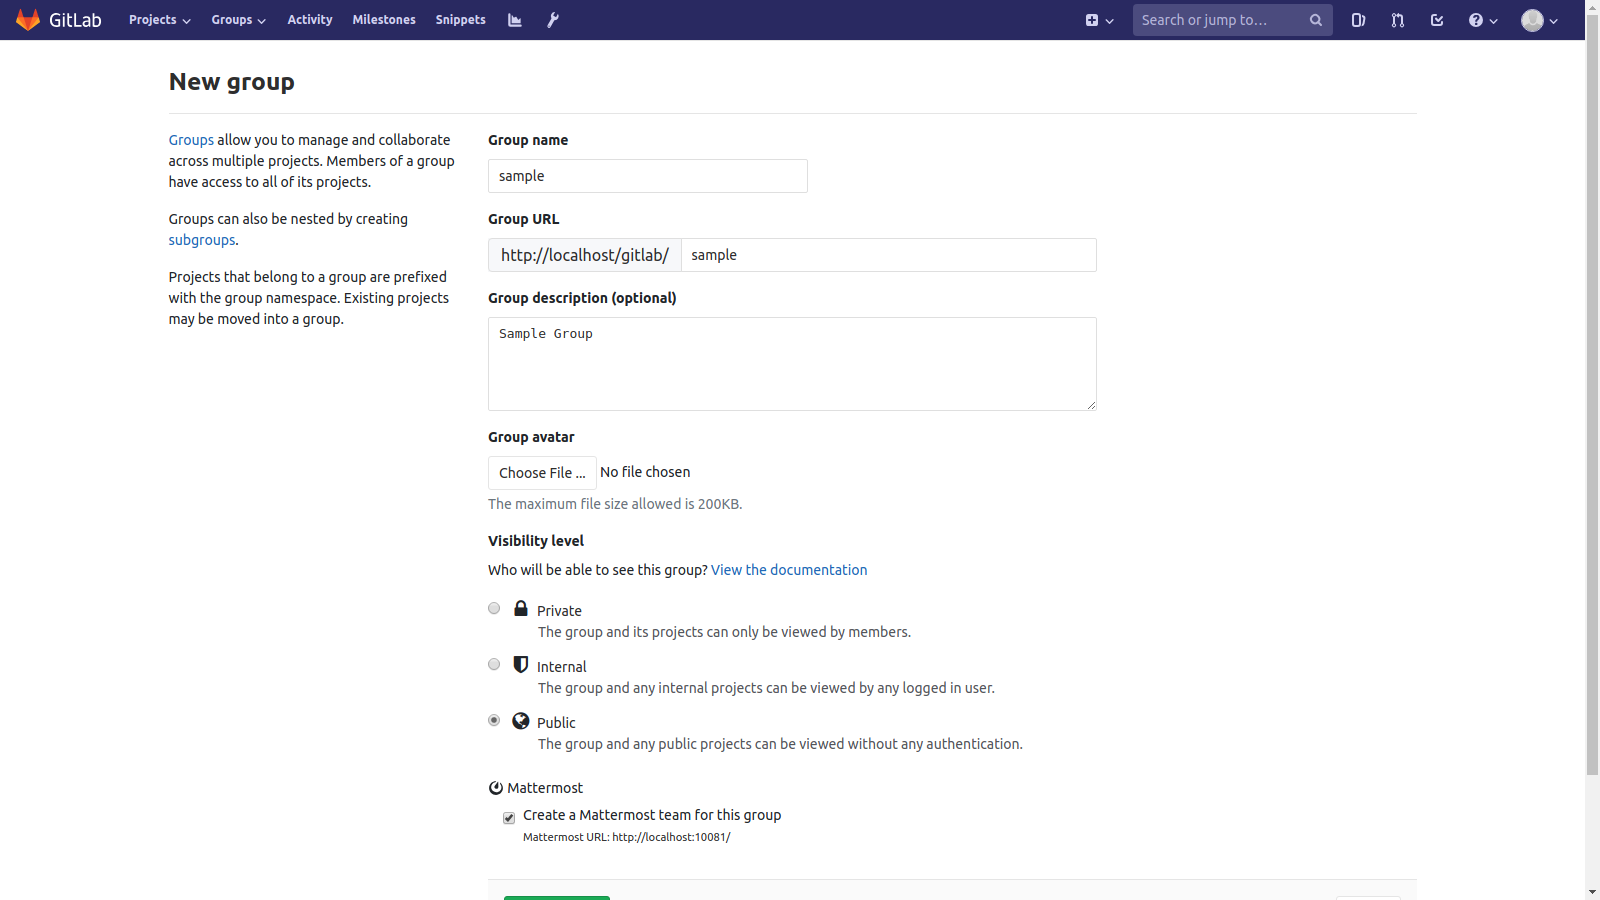 GitLab Projects Groups Activity Milestones Snippets Search or jump to...
New group
Groups allow you to manage and collaborate
across multiple projects. Members of a group
have access to all of its projects.
Groups can also be nested by creating
subgroups.
Projects that belong to a group are prefixed
with the group namespace. Existing projects
may be moved into a group.
Group name
sample
Group URL
http://localhost/gitlab/ sample
Group description (optional)
Sample Group
Group avatar
Choose File ... No file chosen
The maximum file size allowed is 200KB.
Visibility level
Who will be able to see this group? View the documentation
Private
The group and its projects can only be viewed by members.
Internal
The group and any internal projects can be viewed by any logged in user.
Public
The group and any public projects can be viewed without any authentication.
Mattermost
Create a Mattermost team for this group
Mattermost URL: http://localhost:10081/